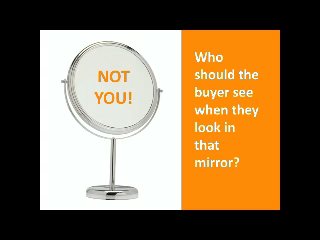 NOT
YOU!
Who
should the
buyer see
when they
look in
that
mirror?